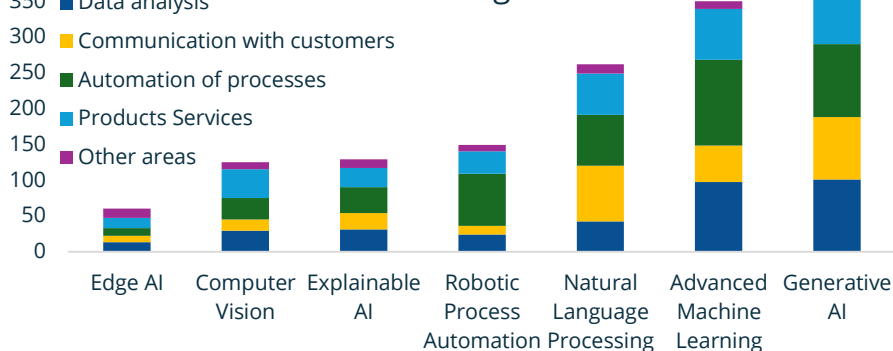 350
Data analysis
300
Communication with customers
250
Automation of processes
200
Products Services
150
Other areas
100
50
0
Edge AI
Computer
Vision
Explainable
AI
Robotic
Process
Automation
Natural
Language
Processing
Advanced
Machine
Learning
Generative
AI